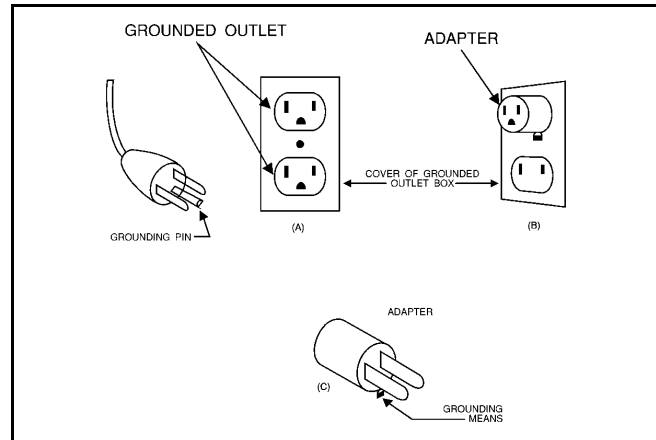 GROUNDED OUTLET
ADAPTER
COVER OF GROUNDED
OUTLET BOX
GROUNDING PIN
(A)
(B)
ADAPTER
(C)
GROUNDING
MEANS